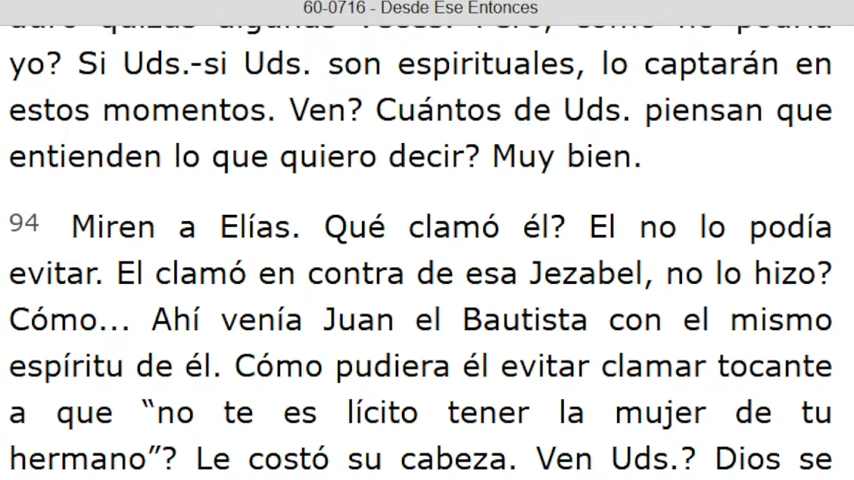 60-0716 - Desde Ese Entonces
yo? Si Uds.-si Uds. son espirituales, lo captarán en
estos momentos. Ven? Cuántos de Uds. piensan que
entienden lo que quiero decir? Muy bien.
94 Miren a Elías. Qué clamó él? El no lo podía
evitar. El clamó en contra de esa Jezabel, no lo hizo?
Cómo... Ahí venía Juan el Bautista con el mismo
espíritu de él. Cómo pudiera él evitar clamar tocante
a que “no te es lícito tener la mujer de tu
hermano”? Le costó su cabeza. Ven Uds.? Dios se